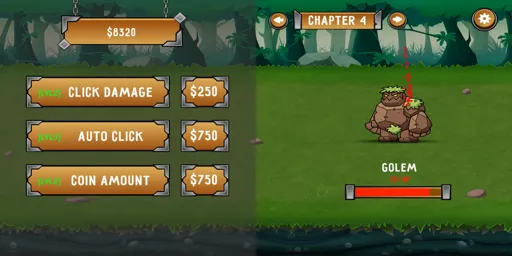 $8320
CHAPTER 4
CLICK DAMAGE $250
AUTO CLICK $750
COIN AMOUNT $750
GOLEM